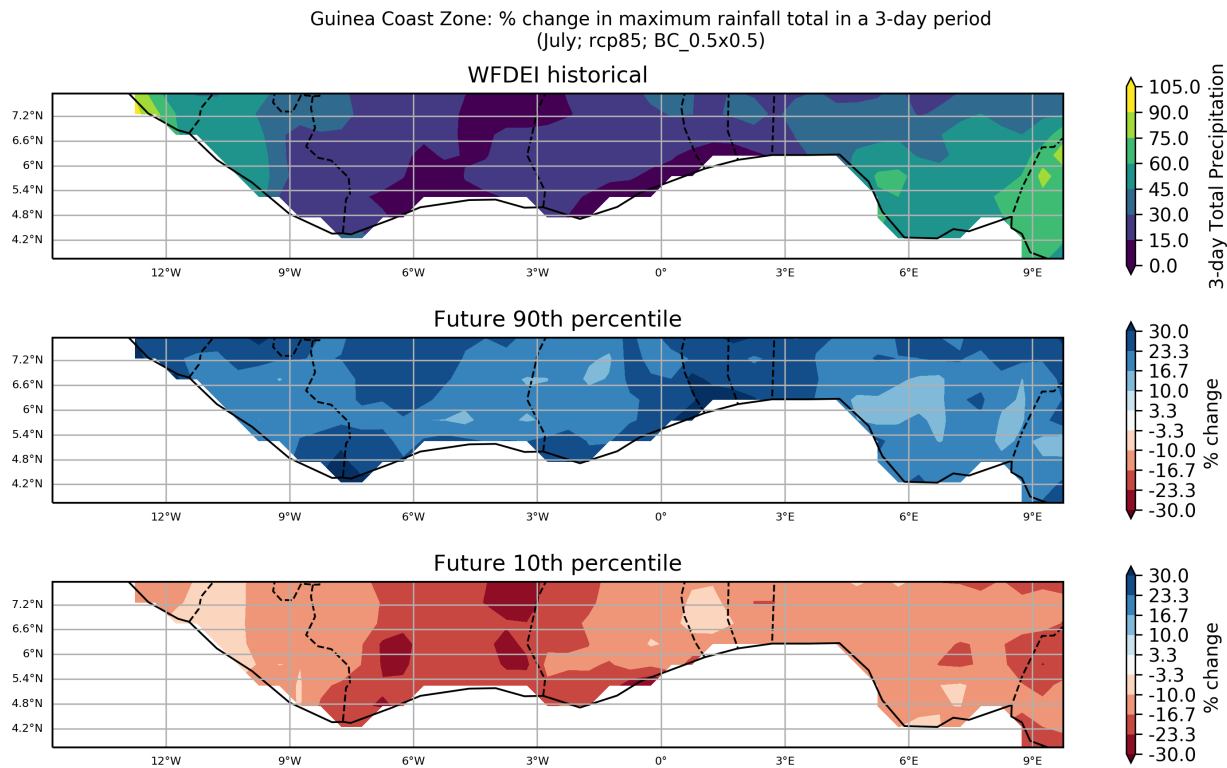 Guinea Coast Zone: % change in maximum rainfall total in a 3-day period
(July; rcp85; BC_0.5x0.5)
WFDEI historical
7.2°N
6.6°N
6°N
5.4°N
4.8°N
4.2°N
12°W 9°W 6°W 3°W 0° 3°E 6°E 9°E
105.0
90.0
75.0
60.0
45.0
30.0
15.0
0.0
3-day Total Precipitation
Future 90th percentile
7.2°N
6.6°N
6°N
5.4°N
4.8°N
4.2°N
12°W 9°W 6°W 3°W 0° 3°E 6°E 9°E
30.0
23.3
16.7
10.0
3.3
-3.3
-10.0
-16.7
-23.3
-30.0
% change
Future 10th percentile
7.2°N
6.6°N
6°N
5.4°N
4.8°N
4.2°N
12°W 9°W 6°W 3°W 0° 3°E 6°E 9°E
30.0
23.3
16.7
10.0
3.3
-3.3
-10.0
-16.7
-23.3
-30.0
% change